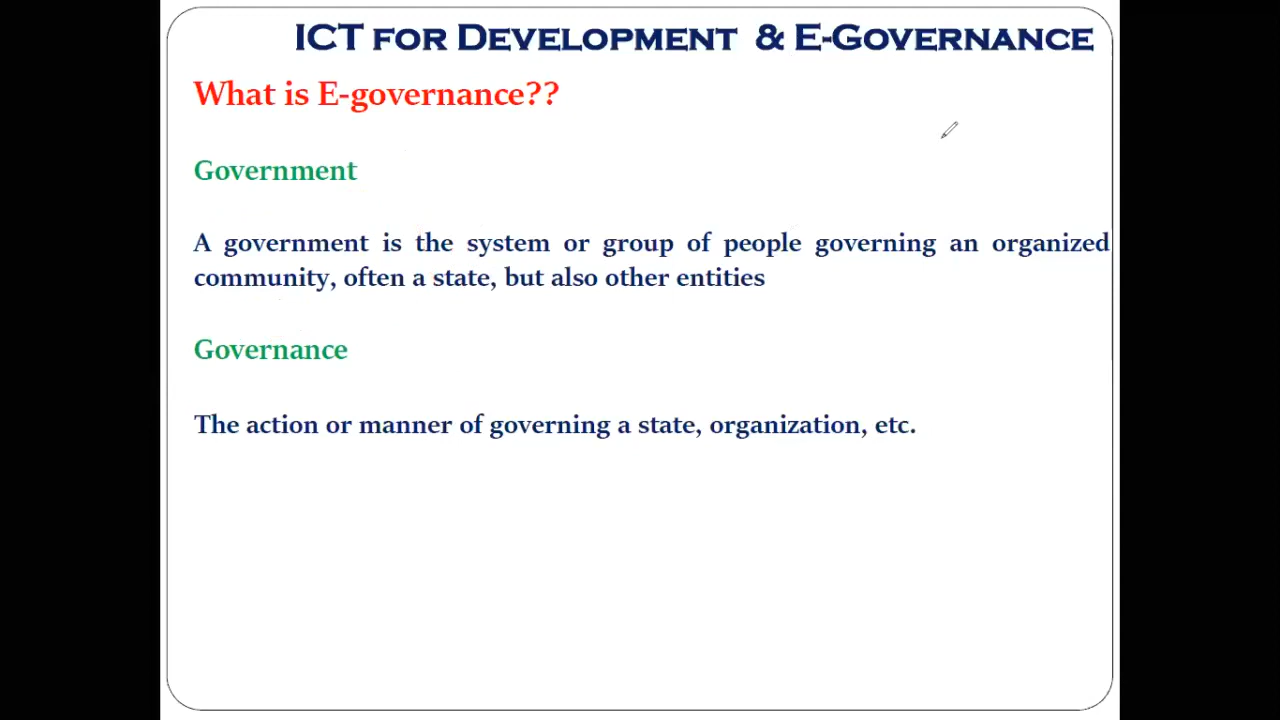 ICT for Development & E-Governance
What is E-governance??
Government
A government is the system or group of people governing an organized
community, often a state, but also other entities
Governance
The action or manner of governing a state, organization, etc.